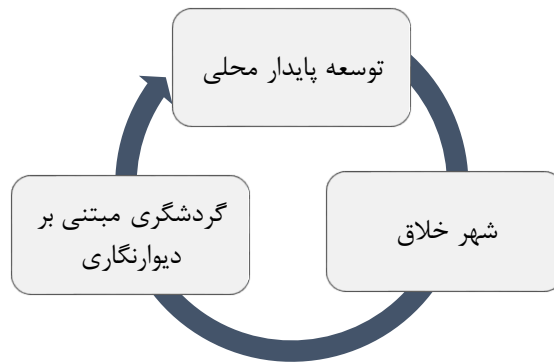 توسعه پایدار محلی
شهر خلاق
گردشگری مبتنی بر
دیوارنگاری